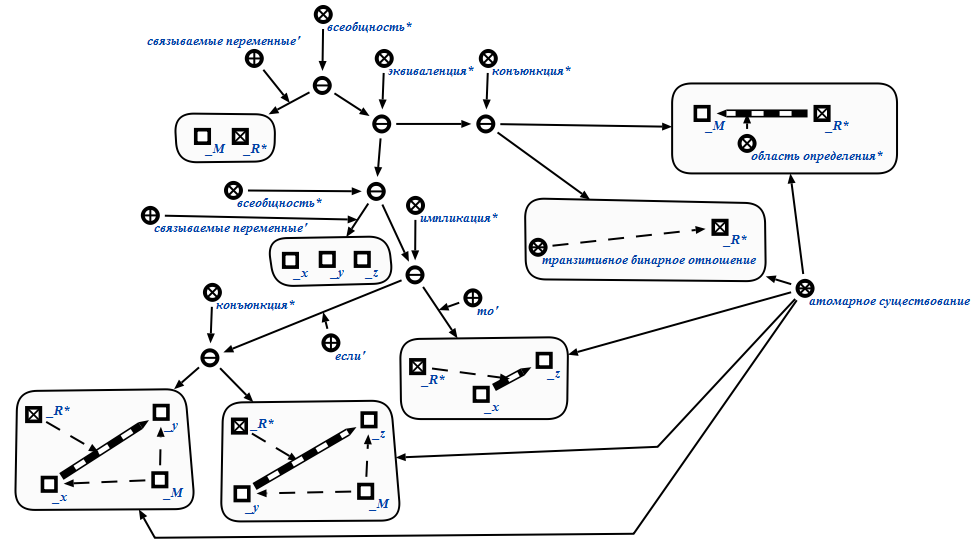 всеобщность*
связываемые переменные'
эквиваленция*
конъюнкция*
_M
_R*
_M
_R*
область определения*
всеобщность*
связываемые переменные'
импликация*
_R*
транзитивное бинарное отношение
_x
_y
_z
атомарное существование
конъюнкция*
то'
если'
_R*
_z
_x
_R*
_y
_x
_M
_R*
_z
_y
_M